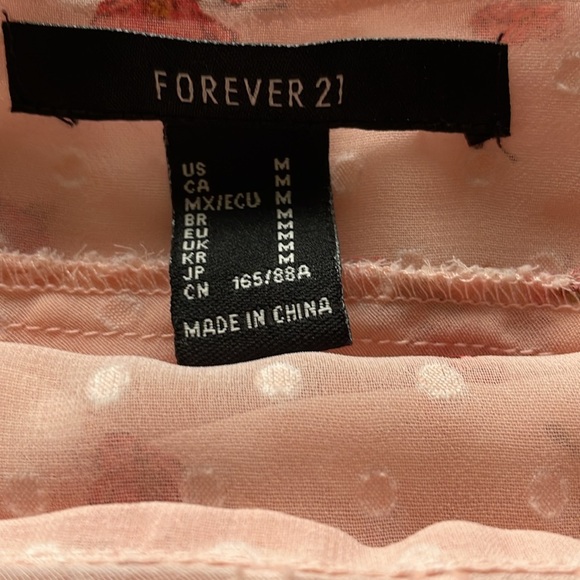 FOREVER 21
US M
CA M
MX/ECU M
BR M
EU M
UK M
KR M
JP M
CN 165/88A
MADE IN CHINA